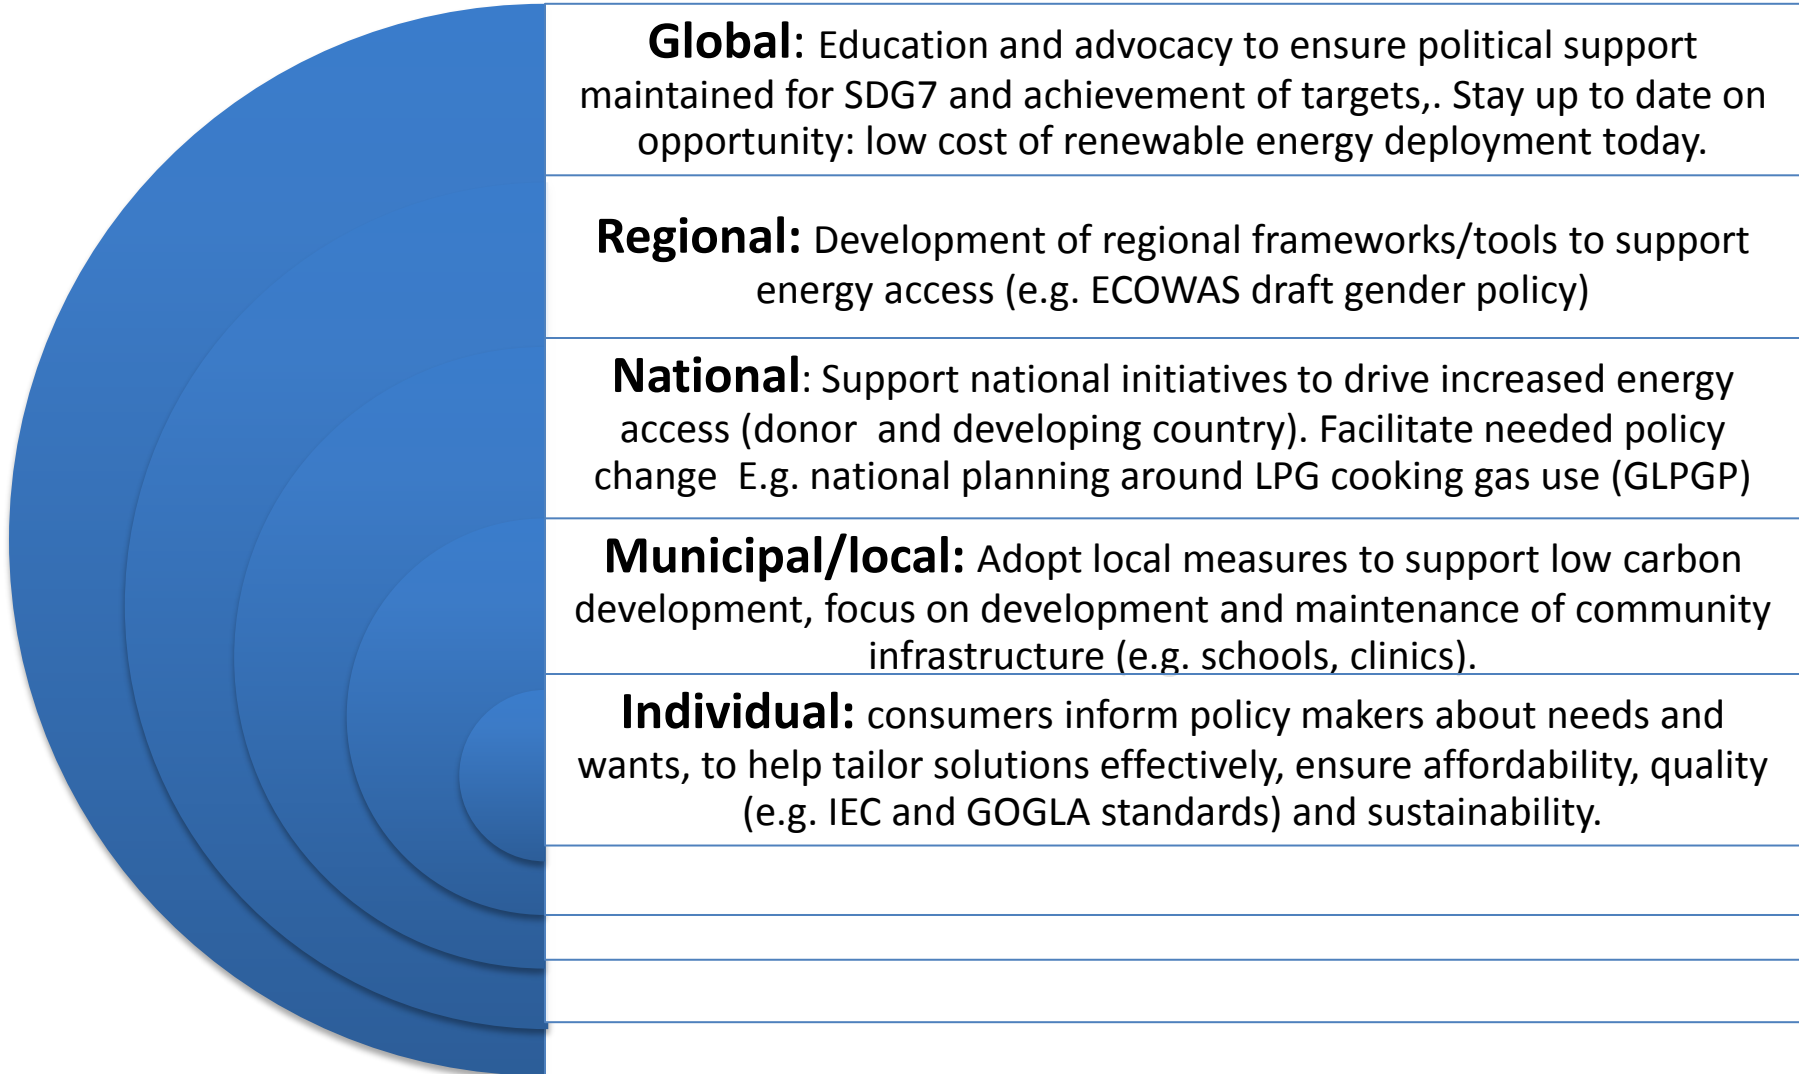 Global: Education and advocacy to ensure political support
maintained for SDG7 and achievement of targets,. Stay up to date on
opportunity: low cost of renewable energy deployment today.
Regional: Development of regional frameworks/tools to support
energy access (e.g. ECOWAS draft gender policy)
National: Support national initiatives to drive increased energy
access (donor  and developing country). Facilitate needed policy
change  E.g. national planning around LPG cooking gas use (GLPGP)
Municipal/local: Adopt local measures to support low carbon
development, focus on development and maintenance of community
infrastructure (e.g. schools, clinics).
Individual: consumers inform policy makers about needs and
wants, to help tailor solutions effectively, ensure affordability, quality
(e.g. IEC and GOGLA standards) and sustainability.